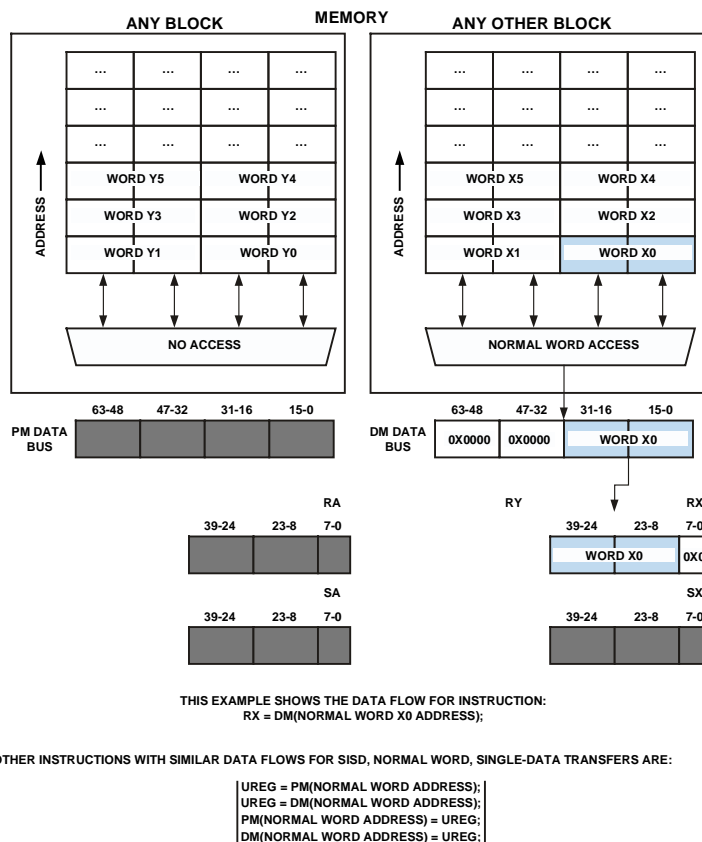 MEMORY
ANY BLOCK
ANY OTHER BLOCK
... ... ... ...
... ... ... ...
... ... ... ...
WORD Y5 WORD Y4
WORD Y3 WORD Y2
WORD Y1 WORD Y0
ADDRESS
NO ACCESS
... ... ... ...
... ... ... ...
... ... ... ...
WORD X5 WORD X4
WORD X3 WORD X2
WORD X1 WORD X0
ADDRESS
NORMAL WORD ACCESS
63-48 47-32 31-16 15-0
PM DATA
BUS
63-48 47-32 31-16 15-0
DM DATA
BUS
0X0000 0X0000 WORD X0
RA
39-24 23-8 7-0
RY
RX
39-24 23-8 7-0
WORD X0
SA
39-24 23-8 7-0
SX
39-24 23-8 7-0
THIS EXAMPLE SHOWS THE DATA FLOW FOR INSTRUCTION:
RX = DM(NORMAL WORD X0 ADDRESS);
OTHER INSTRUCTIONS WITH SIMILAR DATA FLOWS FOR SISD, NORMAL WORD, SINGLE-DATA TRANSFERS ARE:
UREG = PM(NORMAL WORD ADDRESS);
UREG = DM(NORMAL WORD ADDRESS);
PM(NORMAL WORD ADDRESS) = UREG;
DM(NORMAL WORD ADDRESS) = UREG;